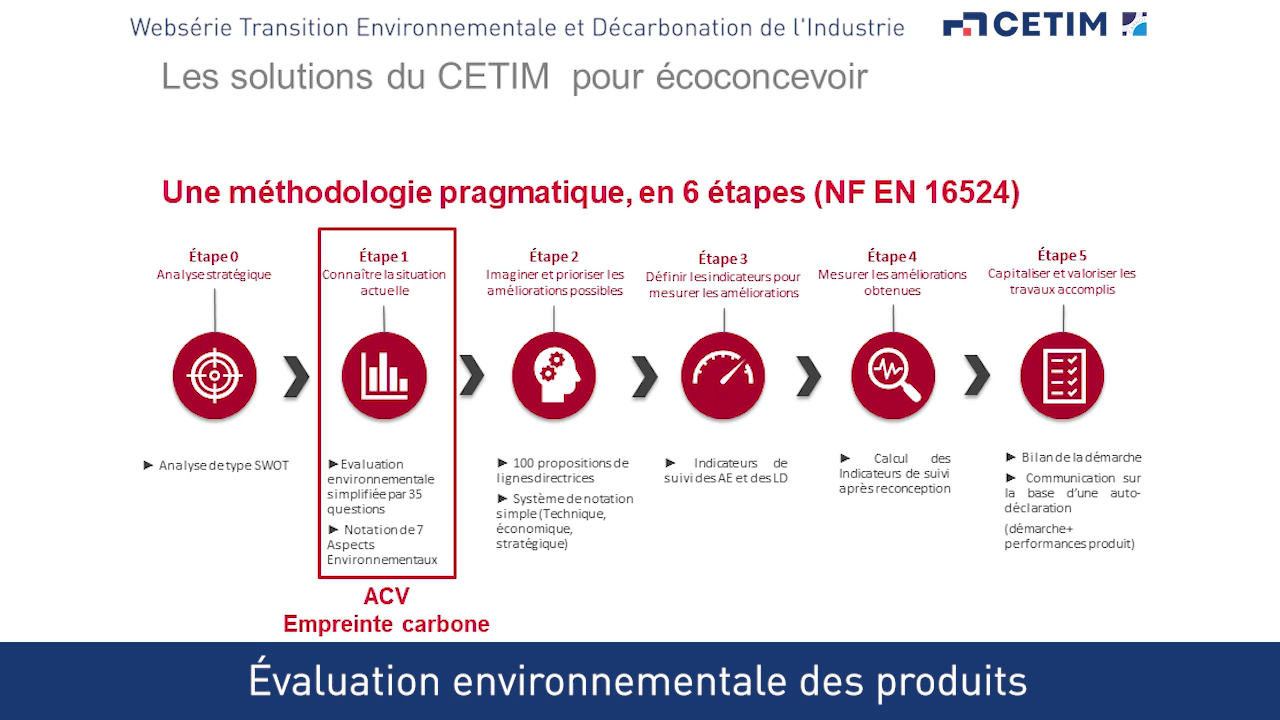 Websérie Transition Environnementale et Décarbonation de l'Industrie
CETIM
Les solutions du CETIM pour écoconcevoir
Une méthodologie pragmatique, en 6 étapes (NF EN 16524)
Étape 0
Analyse stratégique
► Analyse de type SWOT
Étape 1
Connaître la situation
actuelle
►Evaluation
environnementale
simplifiée par 35
questions
► Notation de 7
Aspects
Environnementaux
ACV
Empreinte carbone
Étape 2
Imaginer et prioriser les
améliorations possibles
► 100 propositions de
lignes directrices
► Système de notation
simple (Technique,
économique,
stratégique)
Étape 3
Définir les indicateurs pour
mesurer les améliorations
► Indicateurs de
suivi des AE et des LD
Étape 4
Mesurer les améliorations
obtenues
► Calcul des
Indicateurs de suivi
après reconception
Étape 5
Capitaliser et valoriser les
travaux accomplis
► Bilan de la démarche
► Communication sur
la base d'une auto-
déclaration
(démarche+
performances produit)
Évaluation environnementale des produits